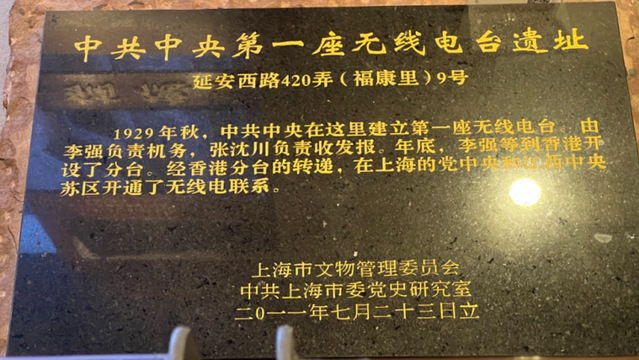 中共中央第一座无线电台遗址
延安西路420弄（福康里）9号
1929年秋，中共中央在这里建立第一座无线电台。由
李强负责机务，张沈川负责收发报。年底，李强等到香港开
设了分台。经香港分台的转递，在上海的党中央和江西中央
苏区开通了无线电联系。
上海市文物管理委员会
中共上海市委党史研究室
二〇一一年七月二十三日立